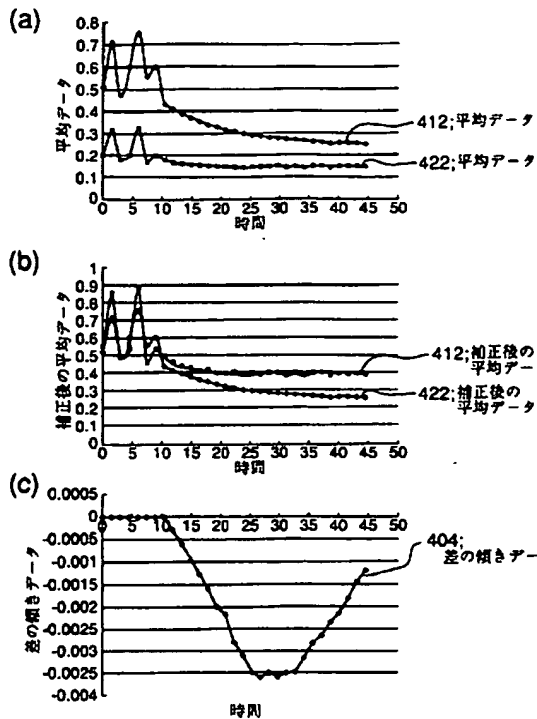 (a)
平均データ
0.8
0.7
0.6
0.5
0.4
0.3
0.2
0.1
0
0 5 10 15 20 25 30 35 40 45 50
時間
412;平均データ
422;平均データ
(b)
補正後の平均データ
1
0.9
0.8
0.7
0.6
0.5
0.4
0.3
0.2
0.1
0
0 5 10 15 20 25 30 35 40 45 50
時間
412;補正後の
平均デー
422;補正後の
平均データ
(c)
差の傾きデータ
0.0005
0
-0.0005
-0.001
-0.0015
-0.002
-0.0025
-0.003
-0.0025
-0.004
0 5 10 15 20 25 30 35 40 45 50
時間
404;
差の傾きデー